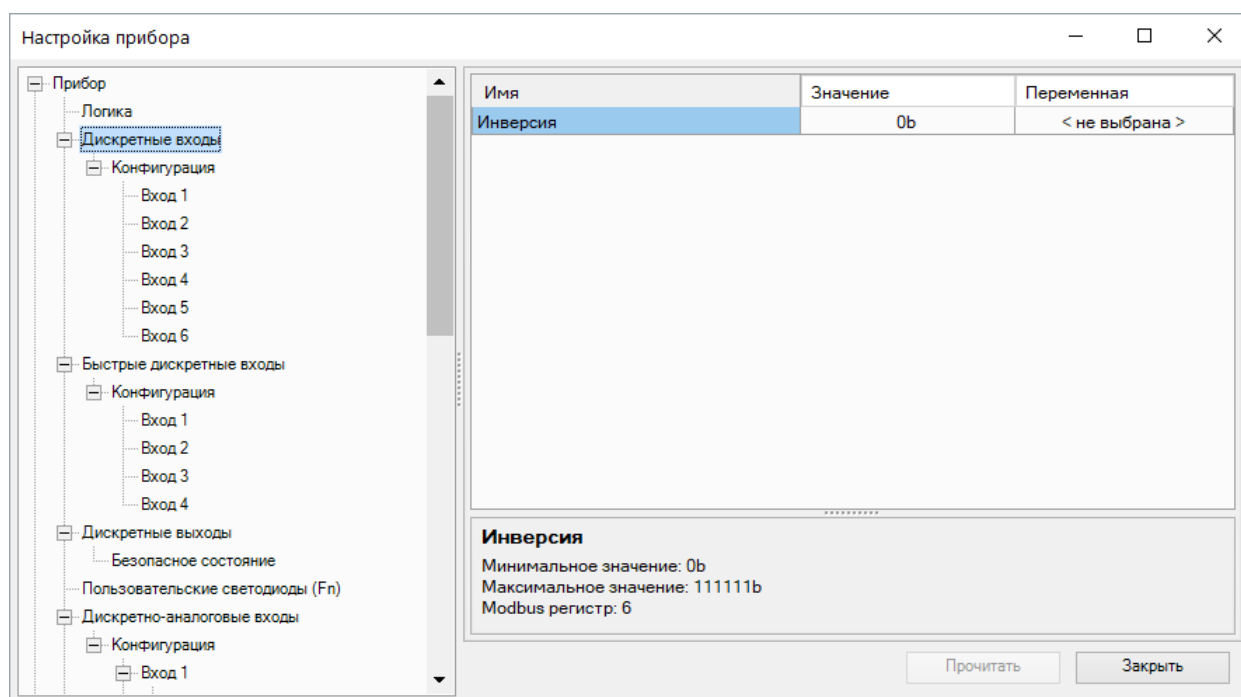 Настройка прибора
Прибор
Логика
Дискретные входы
Конфигурация
Вход 1
Вход 2
Вход 3
Вход 4
Вход 5
Вход 6
Быстрые дискретные входы
Конфигурация
Вход 1
Вход 2
Вход 3
Вход 4
Дискретные выходы
Безопасное состояние
Пользовательские светодиоды (Fn)
Дискретно-аналоговые входы
Конфигурация
Вход 1
Имя Значение Переменная
Инверсия 0b < не выбрана >
Инверсия
Минимальное значение: 0b
Максимальное значение: 111111b
Modbus регистр: 6
Прочитать Закрыть